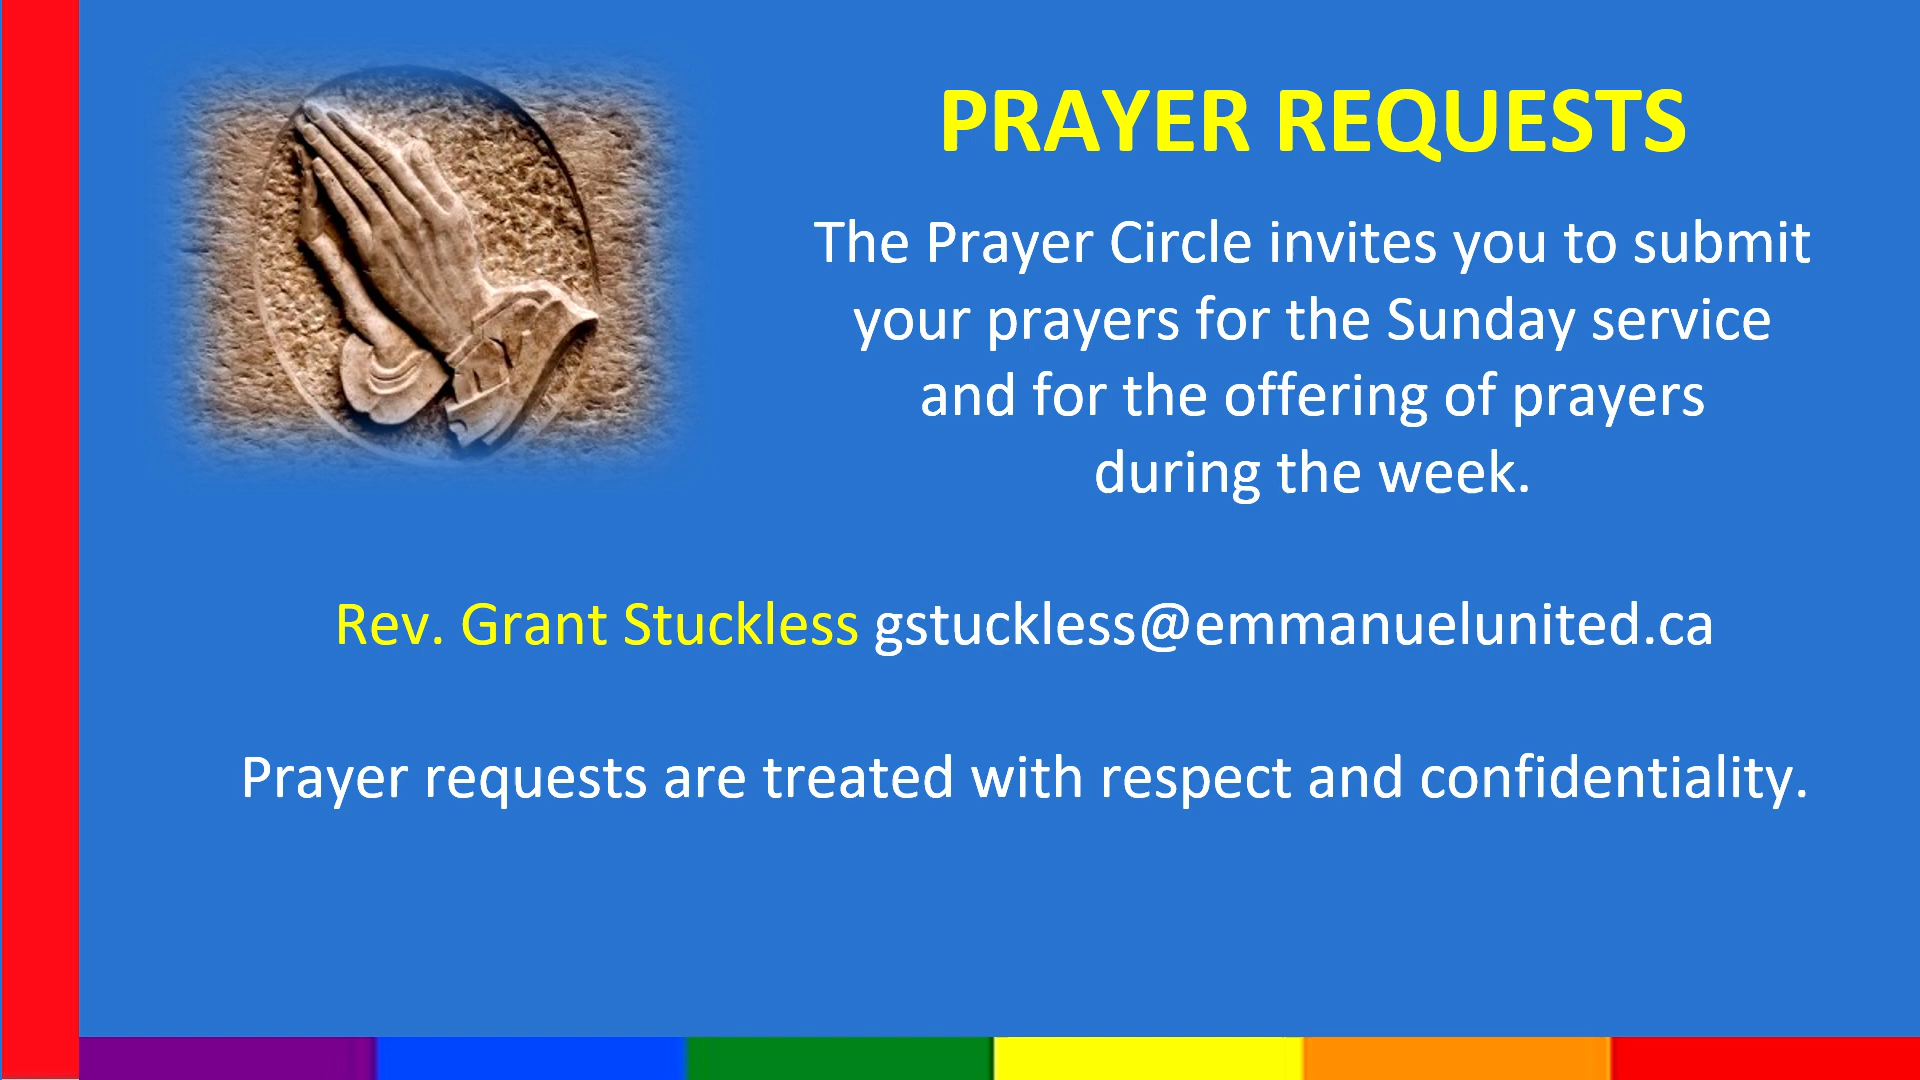 PRAYER REQUESTS
The Prayer Circle invites you to submit
your prayers for the Sunday service
and for the offering of prayers
during the week.
Rev. Grant Stuckless gstuckless@emmanuelunited.ca
Prayer requests are treated with respect and confidentiality.